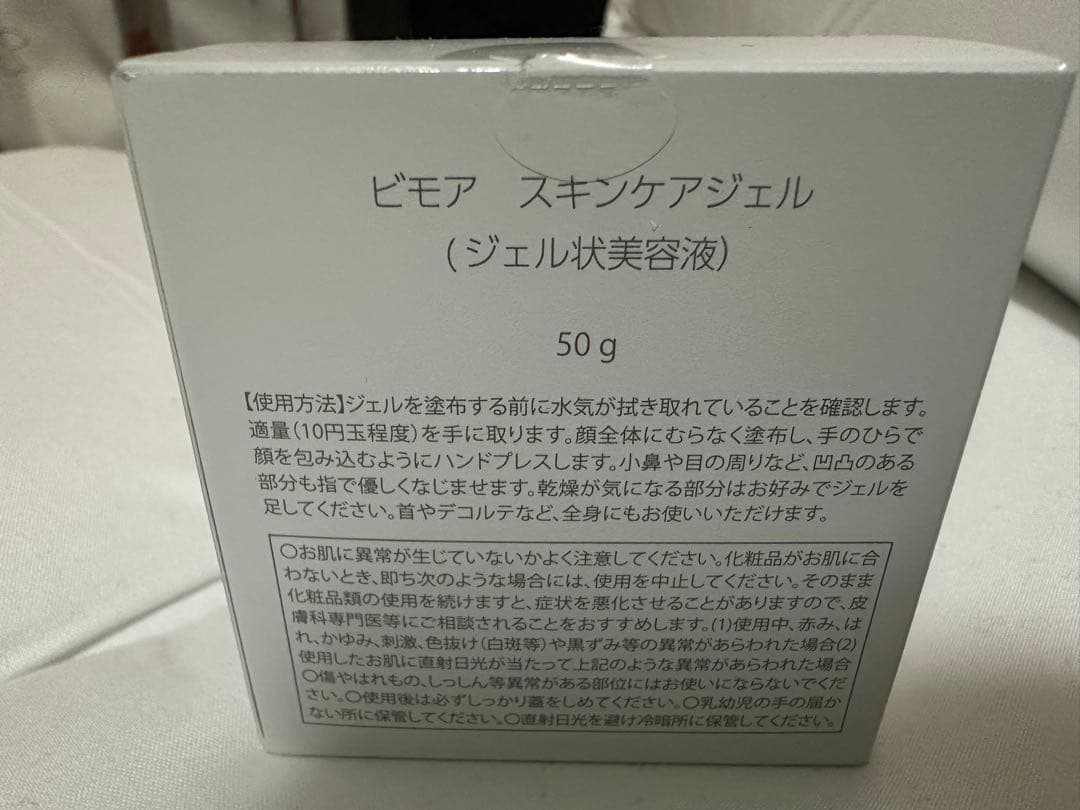 ビモア　スキンケアジェル
(ジェル状美容液)
50 g
【使用方法】ジェルを塗布する前に水気が拭き取れていることを確認します。
適量(10円玉程度)を手に取ります。顔全体にむらなく塗布し、手のひらで
顔を包み込むようにハンドプレスします。小鼻や目の周りなど、凹凸のある
部分も指で優しくなじませます。乾燥が気になる部分はお好みでジェルを
足してください。首やデコルテなど、全身にもお使いいただけます。
〇お肌に異常が生じていないかよく注意してください。化粧品がお肌に合
わないとき、即ち次のような場合には、使用を中止してください。そのまま
化粧品類の使用を続けますと、症状を悪化させることがありますので、皮
膚科専門医等にご相談されることをおすすめします。(1)使用中、赤み、は
れ、かゆみ、刺激、色抜け(白斑等)や黒ずみ等の異常があらわれた場合(2)
使用したお肌に直射日光が当たって上記のような異常があらわれた場合
〇傷やはれもの、しっしん等異常がある部位にはお使いにならないでくだ
さい。〇使用後は必ずしっかり蓋をしめてください。〇乳幼児の手の届か
ない所に保管してください。〇直射日光を避け冷暗所に保管してください。